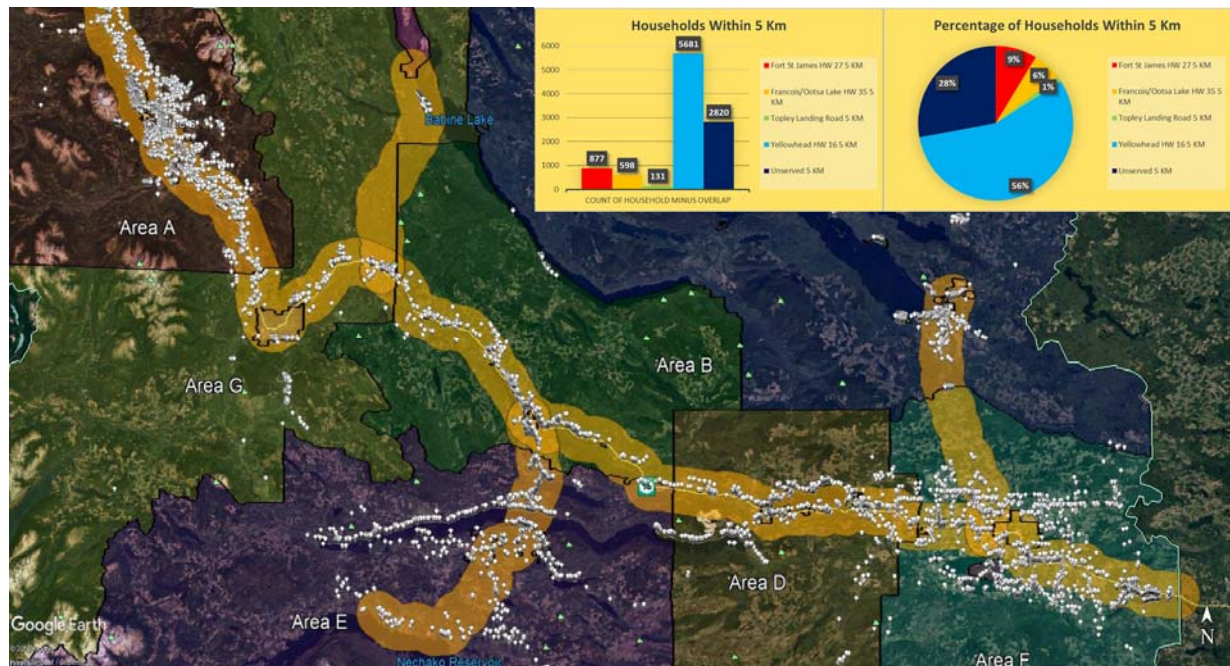 Households Within 5 Km
6000
5000
4000
3000
2000
1000
0
877
598
131
5681
2820
COUNT OF HOUSEHOLD MINUS OVERLAP
Fort St James HW 27 5 KM
Francois/Ootsa Lake HW 35 5
KM
Topley Landing Road 5 KM
Yellowhead HW 16 5 KM
Unserved 5 KM
Percentage of Households Within 5 Km
9%
6%
1%
56%
28%
Fort St James HW 27 5 KM
Francois/Ootsa Lake HW 35 5
KM
Topley Landing Road 5 KM
Yellowhead HW 16 5 KM
Unserved 5 KM
Babine Lake
Area A
Area B
Area G
Area D
Area E
Area F
Nechako Reservoir
Google Earth
N